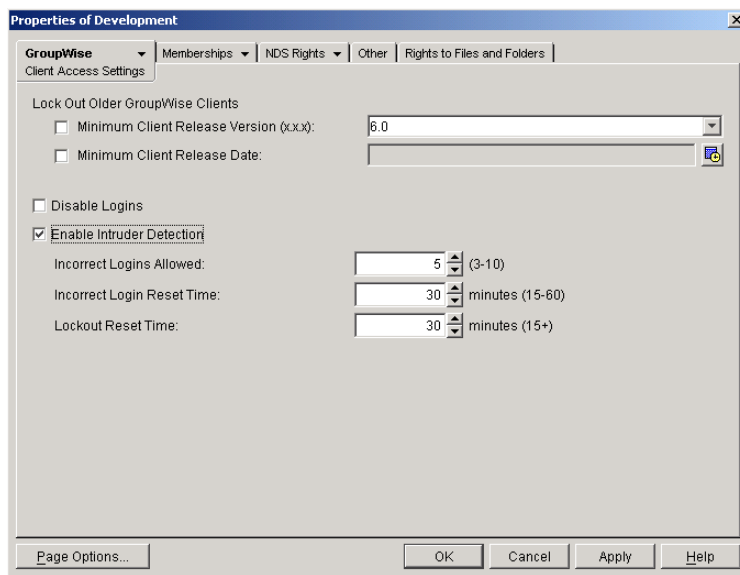 Properties of Development
GroupWise Memberships NDS Rights Other Rights to Files and Folders
Client Access Settings
Lock Out Older GroupWise Clients
Minimum Client Release Version (x.x.x): 6.0
Minimum Client Release Date:
Disable Logins
Enable Intruder Detection
Incorrect Logins Allowed: 5 (3-10)
Incorrect Login Reset Time: 30 minutes (15-60)
Lockout Reset Time: 30 minutes (15+)
Page Options... OK Cancel Apply Help